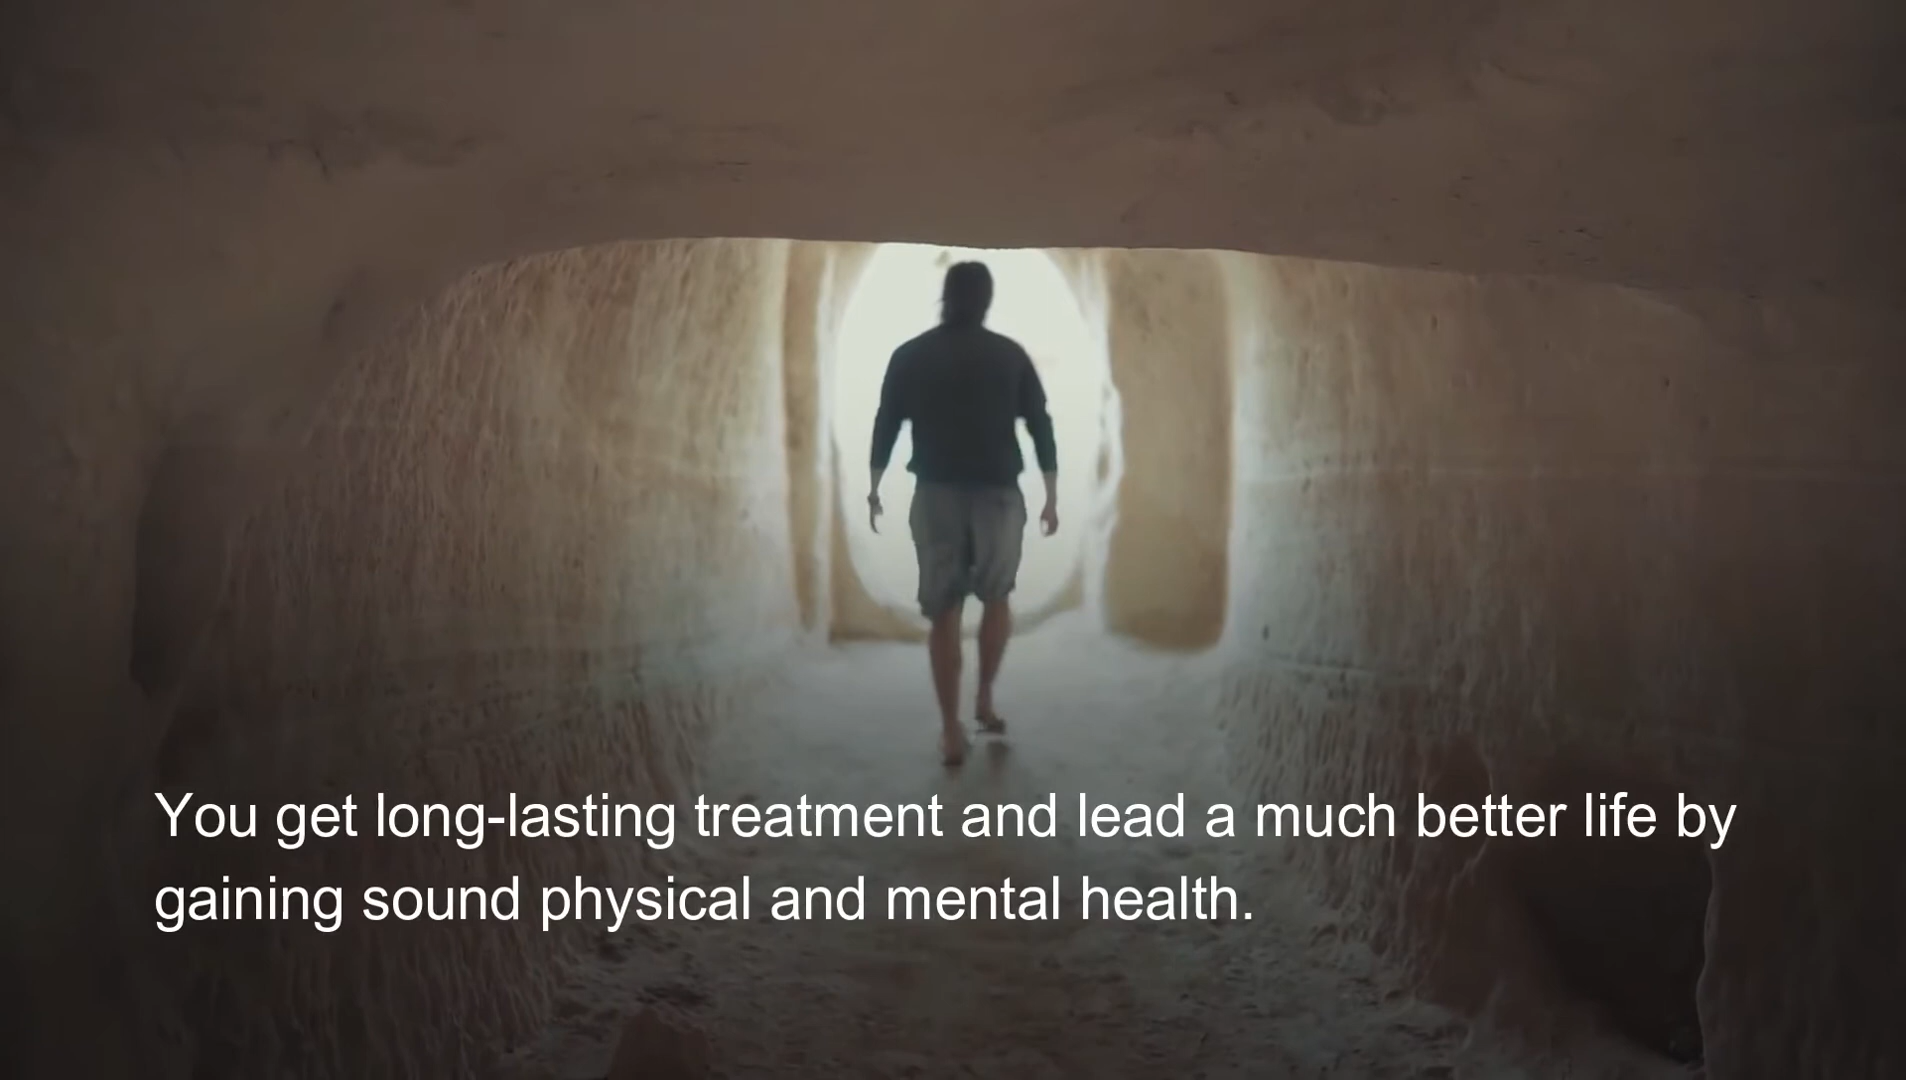 You get long-lasting treatment and lead a much better life by
gaining sound physical and mental health.